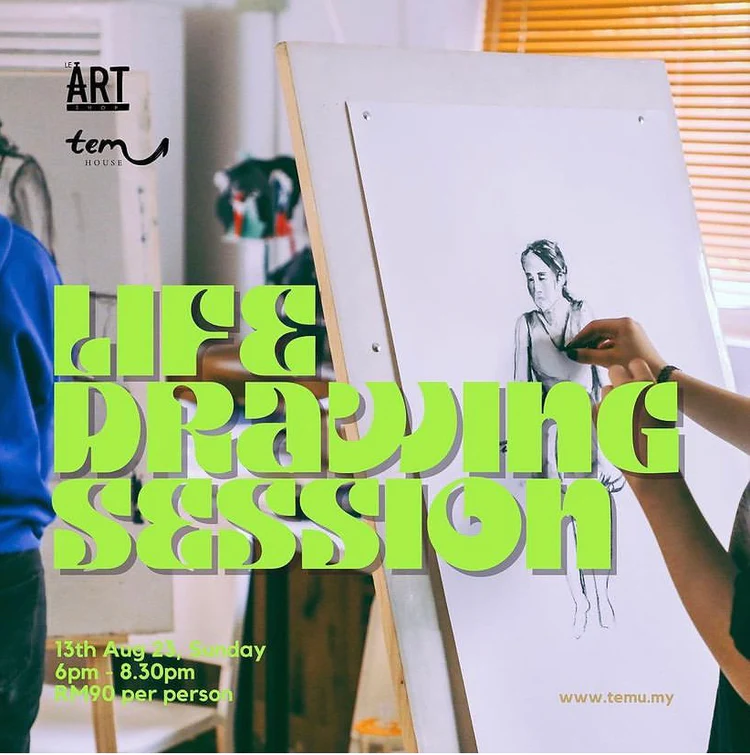 LE
ART
SHOP
temu
HOUSE
LIFE
DRAWING
SESSION
13th Aug 23, Sunday
6pm - 8.30pm
RM90 per person
www.temu.my